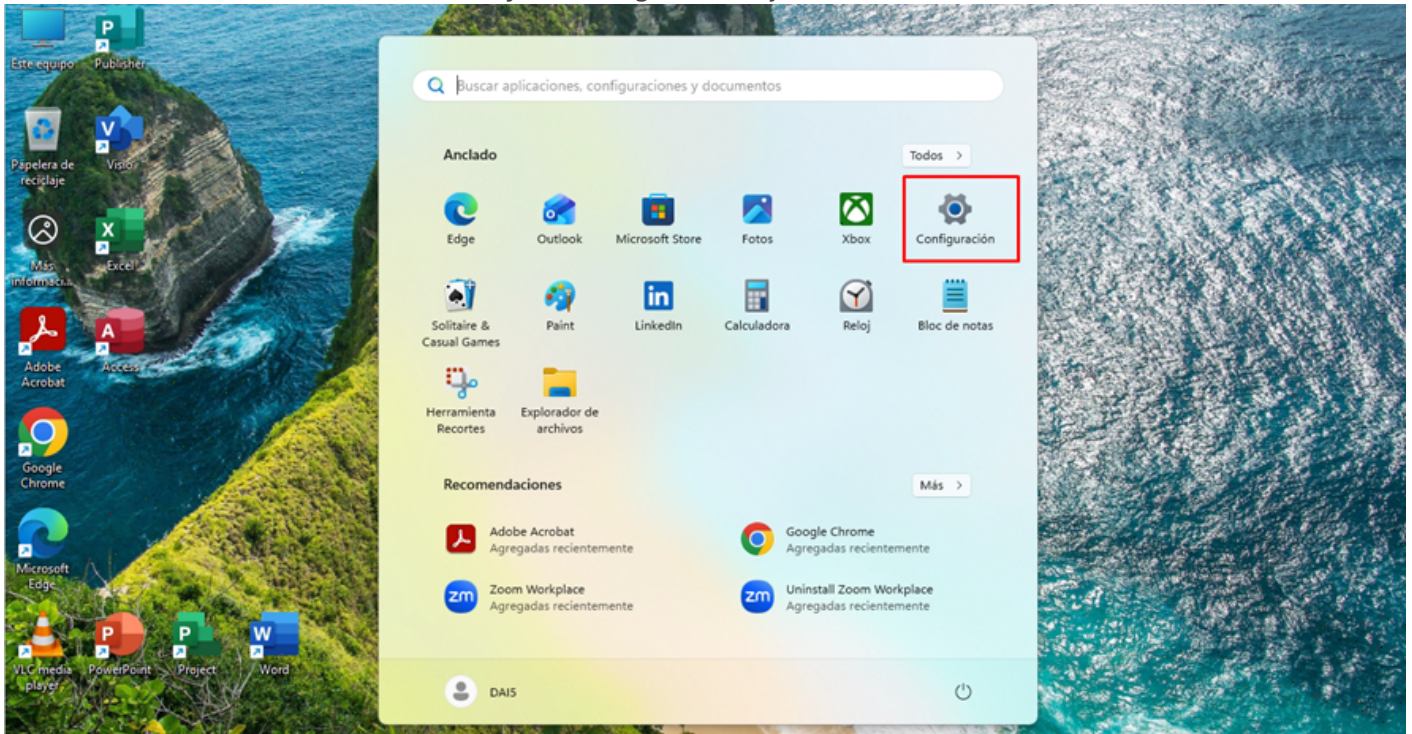 Este equipo
Publisher
Papelera de
reciclaje
Visio
Más
informaci...
Excel
Adobe
Acrobat
Access
Google
Chrome
Microsoft
Edge
VLC media
player
PowerPoint
Project
Word
Buscar aplicaciones, configuraciones y documentos
Anclado
Todos >
Edge
Outlook
Microsoft Store
Fotos
Xbox
Configuración
Solitaire &
Casual Games
Paint
LinkedIn
Calculadora
Reloj
Bloc de notas
Herramienta
Recortes
Explorador de
archivos
Recomendaciones
Más >
Adobe Acrobat
Agregadas recientemente
Google Chrome
Agregadas recientemente
Zoom Workplace
Agregadas recientemente
Uninstall Zoom Workplace
Agregadas recientemente
DAI5